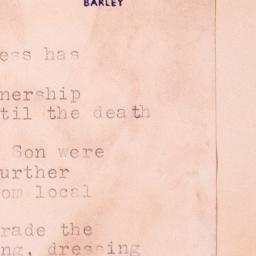 BARLEY
ess has
nership
til the death
Son were
urther
om local
rade the
ng, dressing